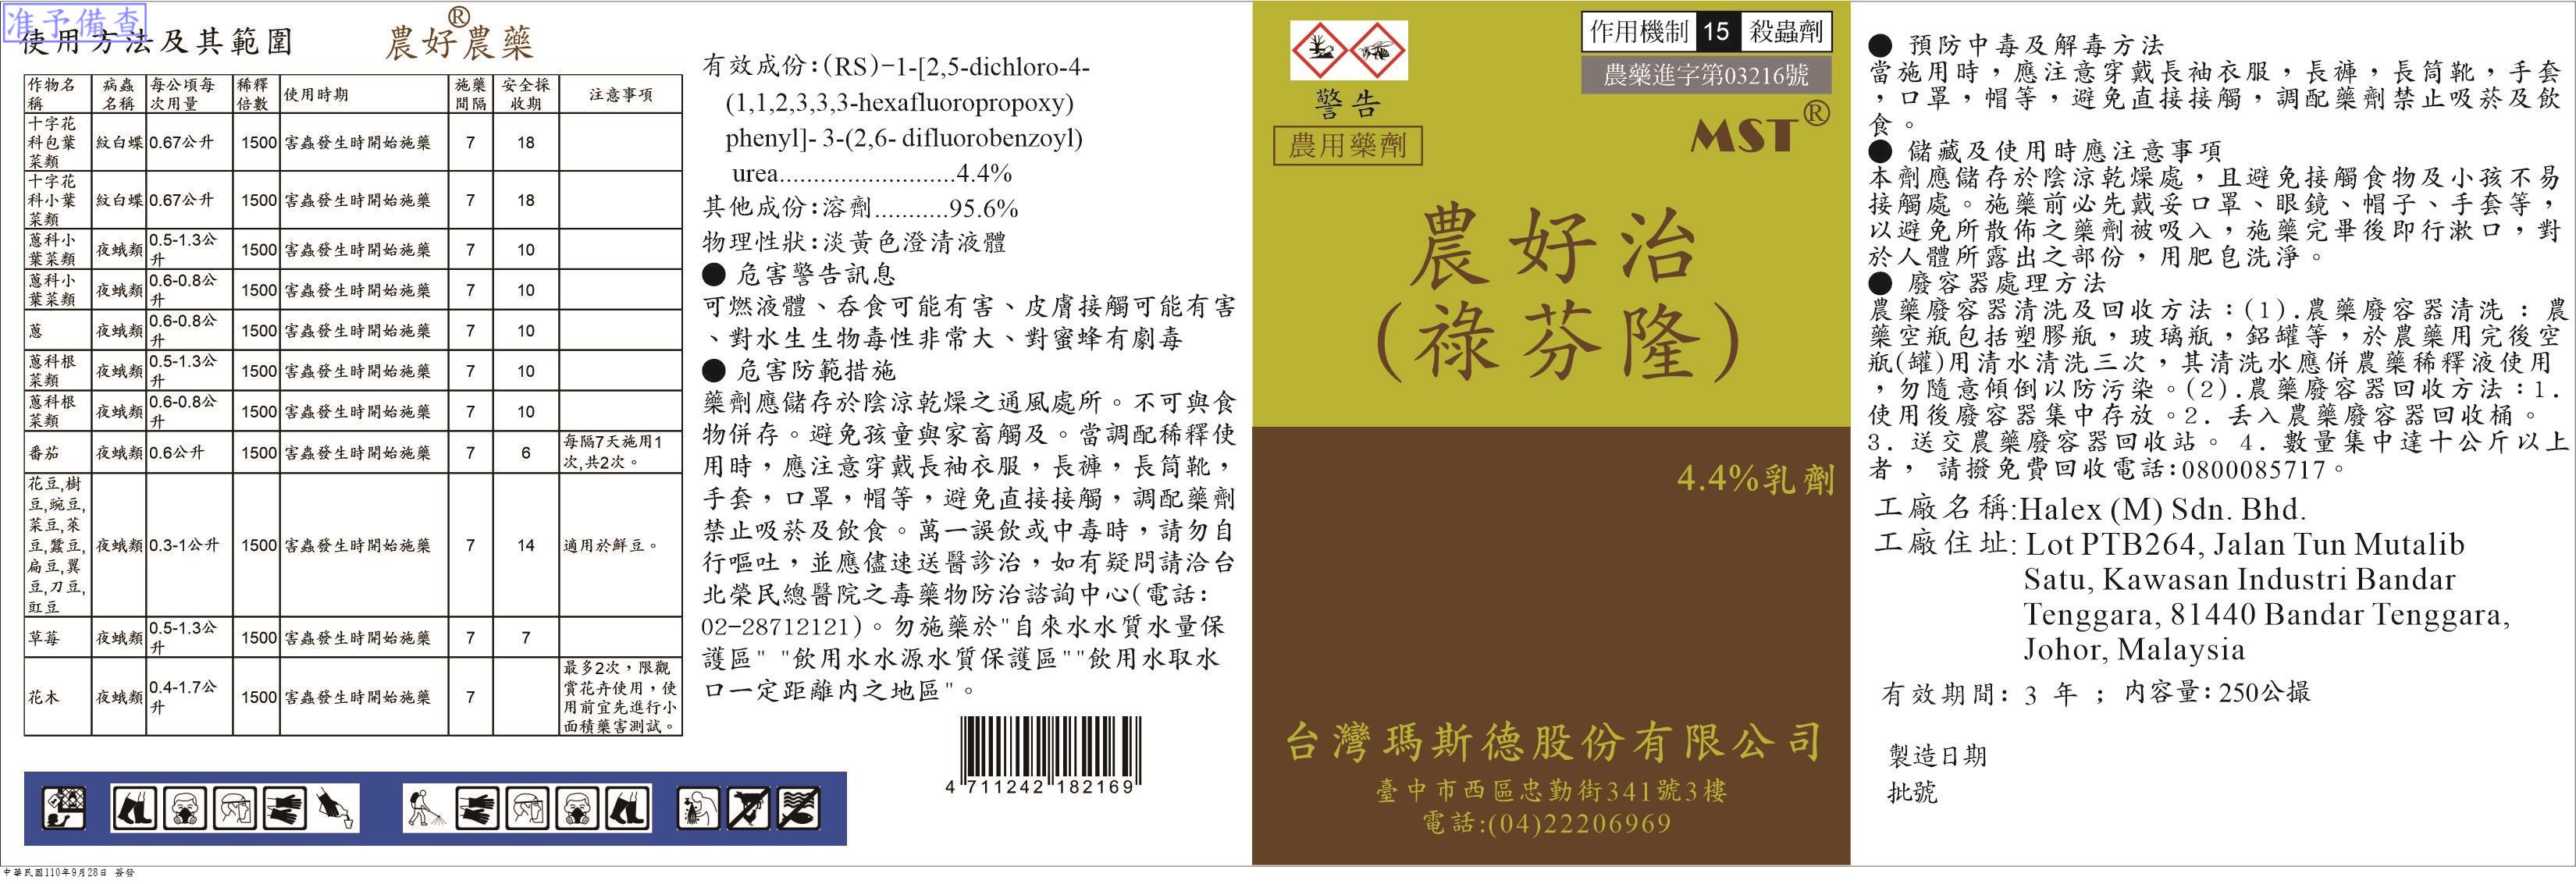 准予備查
使用方法及其範圍
農好農藥®
作物名稱 病蟲名稱 每公頃每次用量 稀釋倍數 使用時期 施藥間隔 安全採收期 注意事項
十字花科包葉菜類 紋白蝶 0.67公升 1500 害蟲發生時開始施藥 7 18
十字花科小葉菜類 紋白蝶 0.67公升 1500 害蟲發生時開始施藥 7 18
蔥科小葉菜類 夜蛾類 0.5-1.3公升 1500 害蟲發生時開始施藥 7 10
蔥科小葉菜類 夜蛾類 0.6-0.8公升 1500 害蟲發生時開始施藥 7 10
蔥 夜蛾類 0.6-0.8公升 1500 害蟲發生時開始施藥 7 10
蔥科根菜類 夜蛾類 0.5-1.3公升 1500 害蟲發生時開始施藥 7 10
蔥科根菜類 夜蛾類 0.6-0.8公升 1500 害蟲發生時開始施藥 7 10
番茄 夜蛾類 0.6公升 1500 害蟲發生時開始施藥 7 6 每隔7天施用1次,共2次。
花豆,樹豆,豌豆,菜豆,萊豆,蠶豆,扁豆,翼豆,刀豆,豇豆 夜蛾類 0.3-1公升 1500 害蟲發生時開始施藥 7 14 適用於鮮豆。
草莓 夜蛾類 0.5-1.3公升 1500 害蟲發生時開始施藥 7 7
花木 夜蛾類 0.4-1.7公升 1500 害蟲發生時開始施藥 7 最多2次，限觀賞花卉使用，使用前宜先進行小面積藥害測試。
有效成份:(RS)-1-[2,5-dichloro-4-
(1,1,2,3,3,3-hexafluoropropoxy)
phenyl]- 3-(2,6- difluorobenzoyl)
urea..........................4.4%
其他成份:溶劑...........95.6%
物理性狀:淡黃色澄清液體
● 危害警告訊息
可燃液體、吞食可能有害、皮膚接觸可能有害
、對水生生物毒性非常大、對蜜蜂有劇毒
● 危害防範措施
藥劑應儲存於陰涼乾燥之通風處所。不可與食
物併存。避免孩童與家畜觸及。當調配稀釋使
用時，應注意穿戴長袖衣服，長褲，長筒靴，
手套，口罩，帽等，避免直接接觸，調配藥劑
禁止吸菸及飲食。萬一誤飲或中毒時，請勿自
行嘔吐，並應儘速送醫診治，如有疑問請洽台
北榮民總醫院之毒藥物防治諮詢中心(電話:
02-28712121)。勿施藥於"自來水水質水量保
護區" "飲用水水源水質保護區""飲用水取水
口一定距離內之地區"。
4 711242 182169
警告
農用藥劑
作用機制 15 殺蟲劑
農藥進字第03216號
MST®
農好治
(祿芬隆)
4.4%乳劑
台灣瑪斯德股份有限公司
臺中市西區忠勤街341號3樓
電話:(04)22206969
● 預防中毒及解毒方法
當施用時，應注意穿戴長袖衣服，長褲，長筒靴，手套
，口罩，帽等，避免直接接觸，調配藥劑禁止吸菸及飲
食。
● 儲藏及使用時應注意事項
本劑應儲存於陰涼乾燥處，且避免接觸食物及小孩不易
接觸處。施藥前必先戴妥口罩、眼鏡、帽子、手套等，
以避免所散佈之藥劑被吸入，施藥完畢後即行漱口，對
於人體所露出之部份，用肥皂洗淨。
● 廢容器處理方法
農藥廢容器清洗及回收方法：(1).農藥廢容器清洗 : 農
藥空瓶包括塑膠瓶，玻璃瓶，鋁罐等，於農藥用完後空
瓶(罐)用清水清洗三次，其清洗水應併農藥稀釋液使用
，勿隨意傾倒以防污染。(2).農藥廢容器回收方法：1.
使用後廢容器集中存放。2. 丟入農藥廢容器回收桶。
3. 送交農藥廢容器回收站。 4. 數量集中達十公斤以上
者， 請撥免費回收電話:0800085717。
工廠名稱:Halex (M) Sdn. Bhd.
工廠住址: Lot PTB264, Jalan Tun Mutalib
Satu, Kawasan Industri Bandar
Tenggara, 81440 Bandar Tenggara,
Johor, Malaysia
有效期間: 3 年 ; 內容量: 250公撮
製造日期
批號
中華民國110年9月28日 簽發